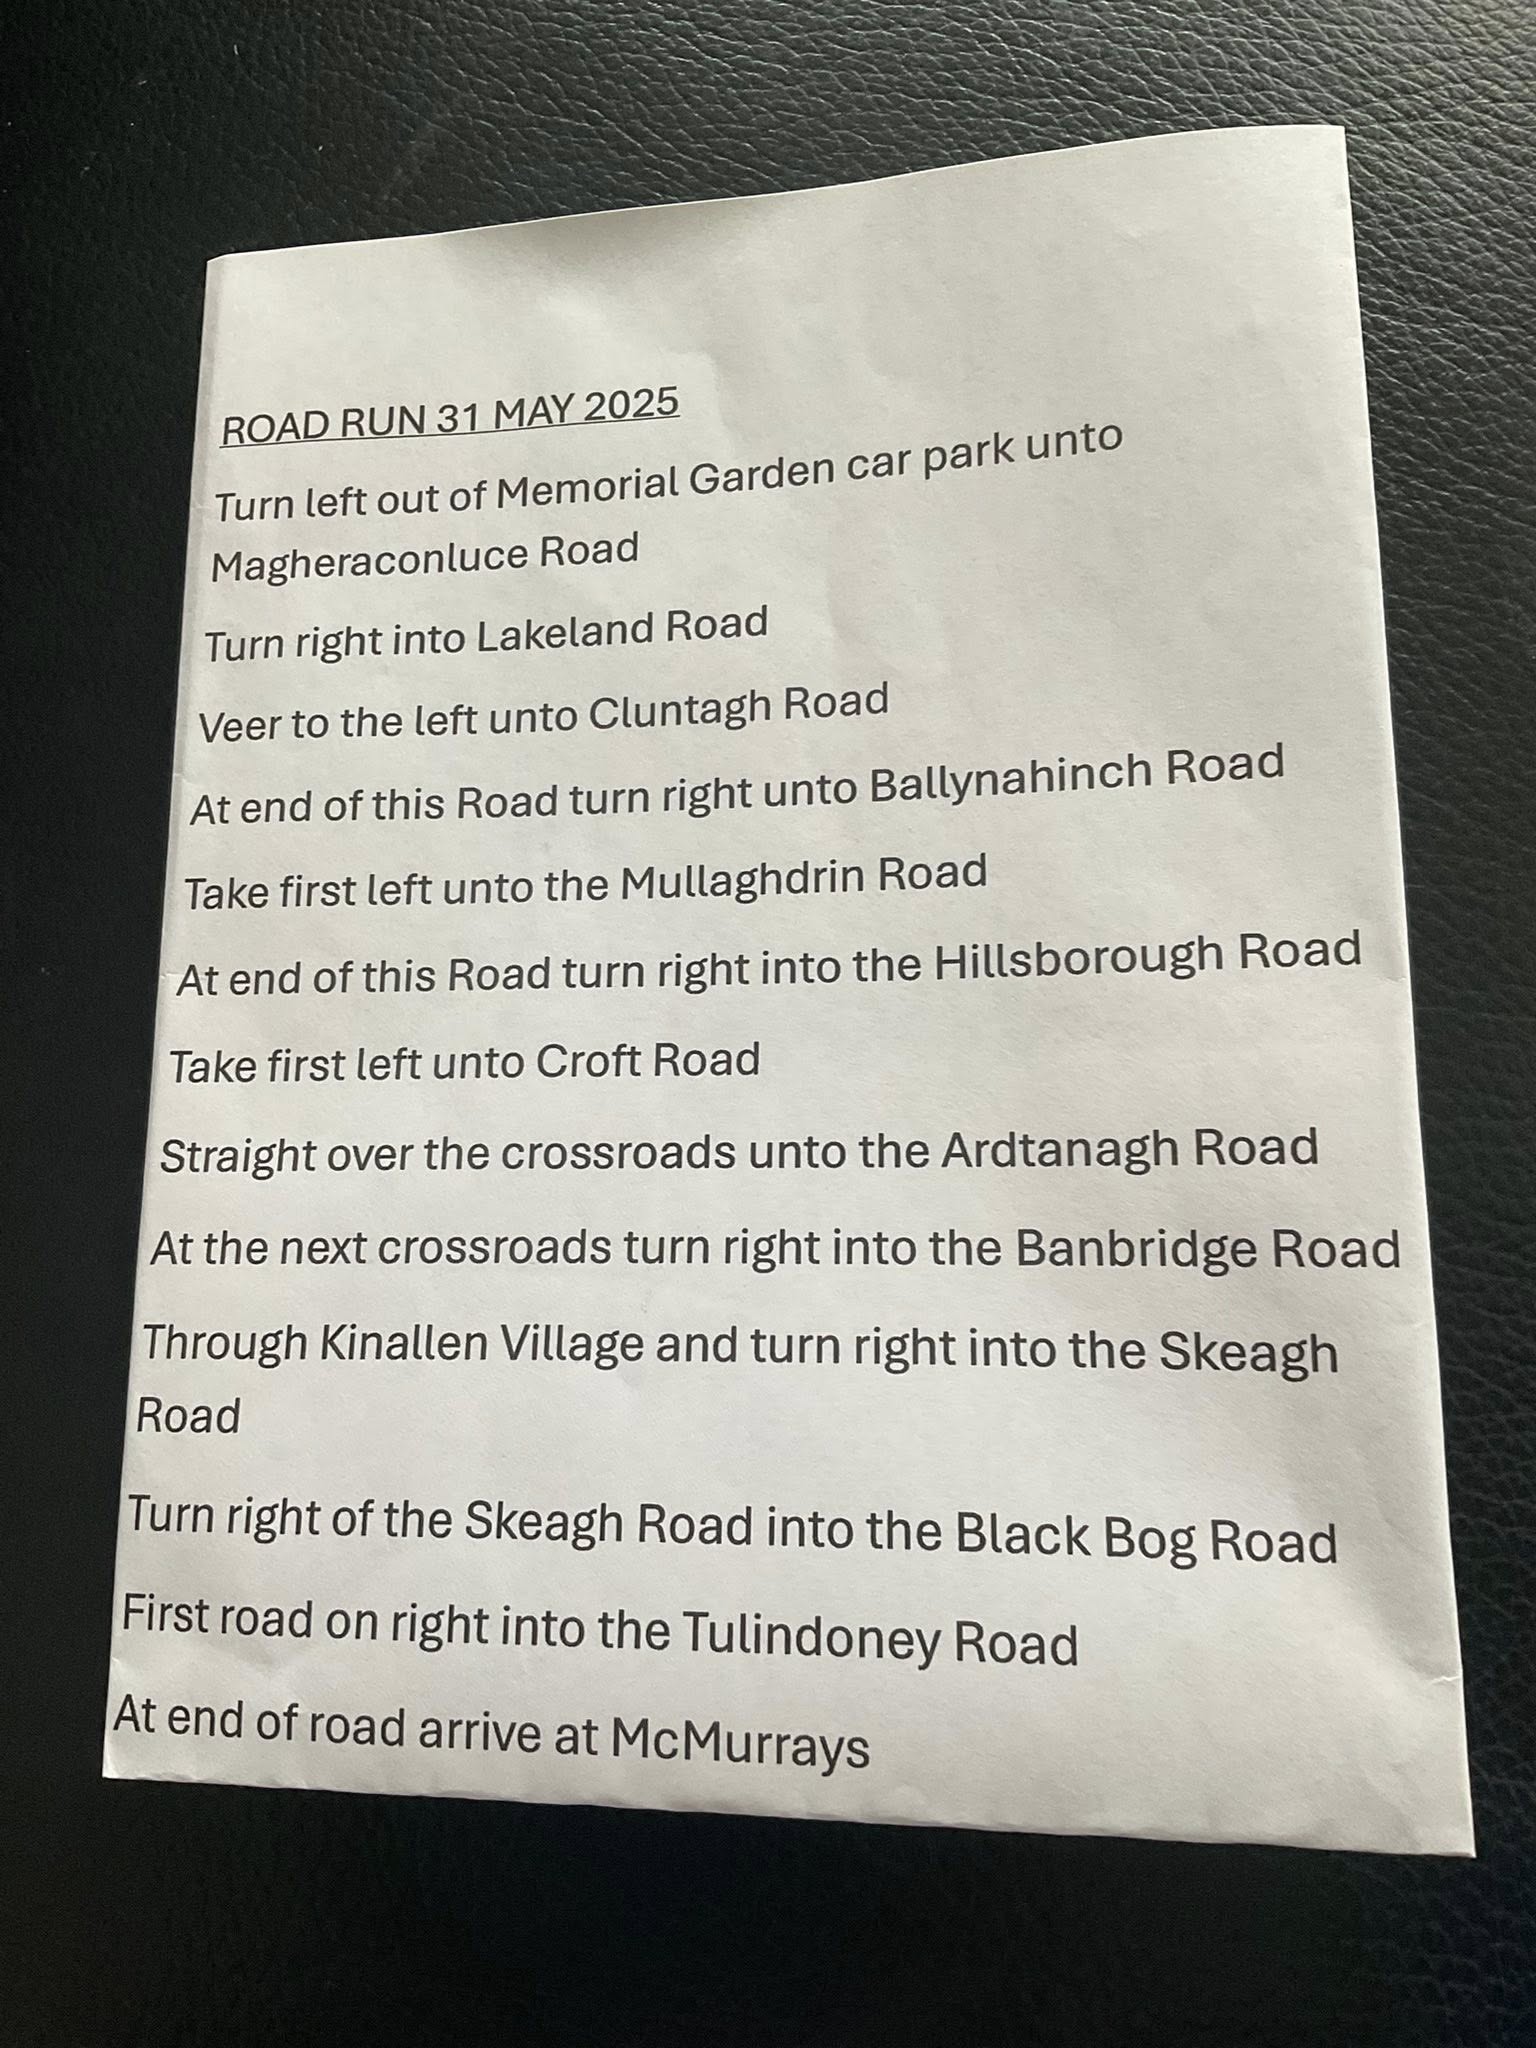 ROAD RUN 31 MAY 2025
Turn left out of Memorial Garden car park unto
Magheraconluce Road
Turn right into Lakeland Road
Veer to the left unto Cluntagh Road
At end of this Road turn right unto Ballynahinch Road
Take first left unto the Mullaghdrin Road
At end of this Road turn right into the Hillsborough Road
Take first left unto Croft Road
Straight over the crossroads unto the Ardtanagh Road
At the next crossroads turn right into the Banbridge Road
Through Kinallen Village and turn right into the Skeagh
Road
Turn right of the Skeagh Road into the Black Bog Road
First road on right into the Tulindoney Road
At end of road arrive at McMurrays